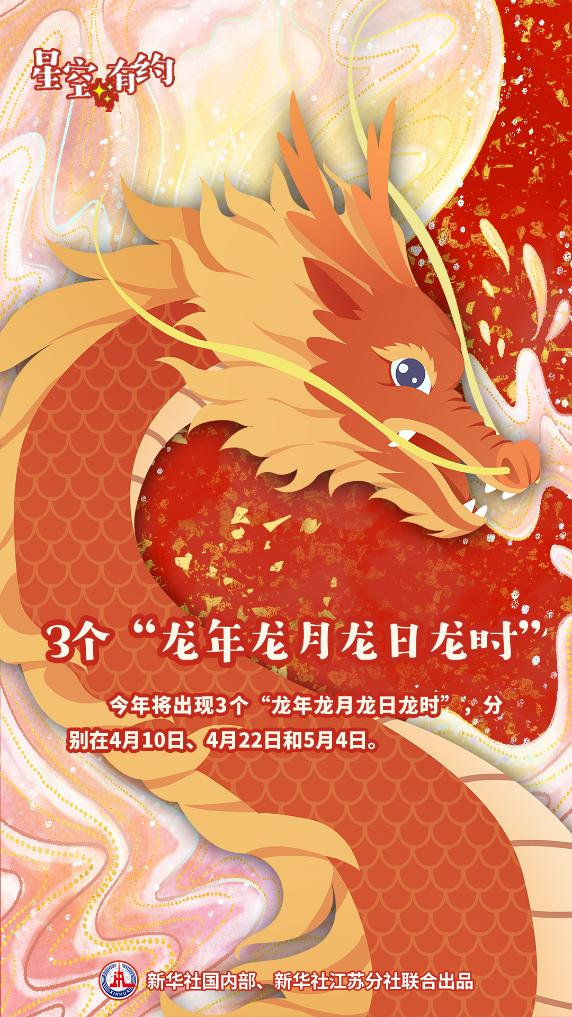 星空有约
3个“龙年龙月龙日龙时”
今年将出现3个“龙年龙月龙日龙时”，分
别在4月10日、4月22日和5月4日。
新华社国内部、新华社江苏分社联合出品